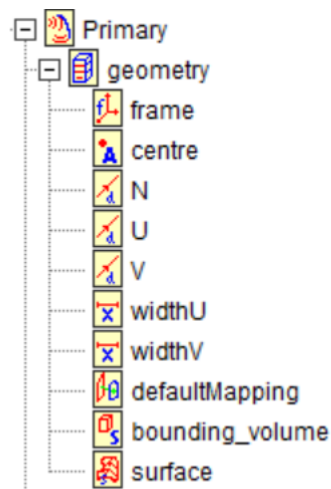 Primary
geometry
frame
centre
N
U
V
widthU
widthV
defaultMapping
bounding_volume
surface